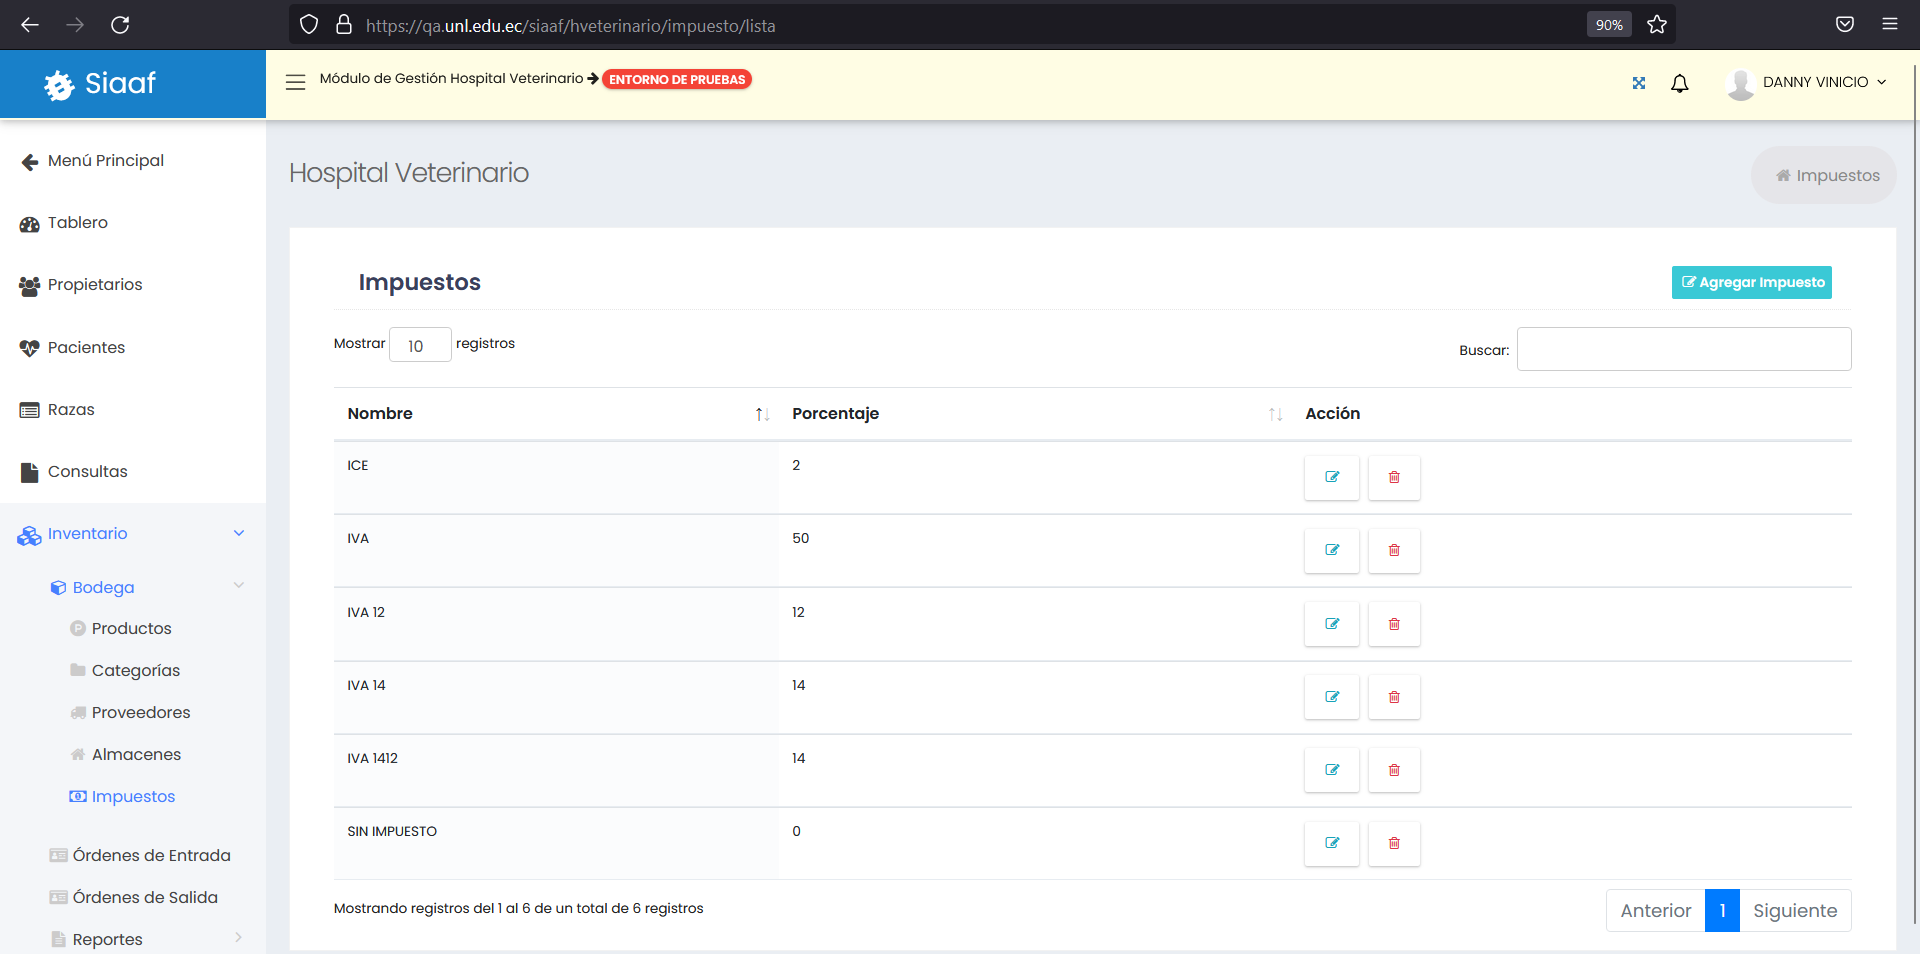 https://qa.unl.edu.ec/siaaf/hveterinario/impuesto/lista
90%
Siaaf
Módulo de Gestión Hospital Veterinario
ENTORNO DE PRUEBAS
DANNY VINICIO
Menú Principal
Tablero
Propietarios
Pacientes
Razas
Consultas
Inventario
Bodega
Productos
Categorías
Proveedores
Almacenes
Impuestos
Órdenes de Entrada
Órdenes de Salida
Reportes
Hospital Veterinario
Impuestos
Impuestos
Agregar Impuesto
Mostrar 10 registros
Buscar:
Nombre Porcentaje Acción
ICE 2
IVA 50
IVA 12 12
IVA 14 14
IVA 1412 14
SIN IMPUESTO 0
Mostrando registros del 1 al 6 de un total de 6 registros
Anterior 1 Siguiente